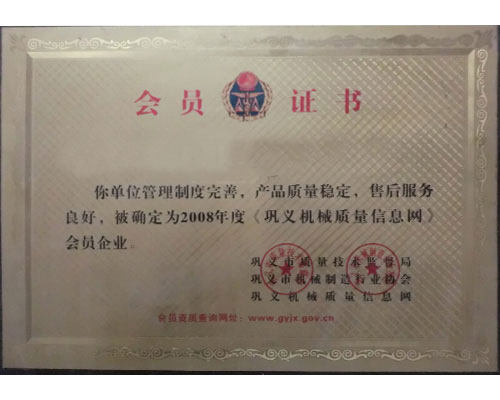 会员证书
你单位管理制度完善，产品质量稳定，售后服务
良好，被确定为2008年度《巩义机械质量信息网》
会员企业。
巩义市质量技术监督局
巩义市机械制造行业协会
巩义机械质量信息网
会员资质查询网址：www.gyjx.gov.cn